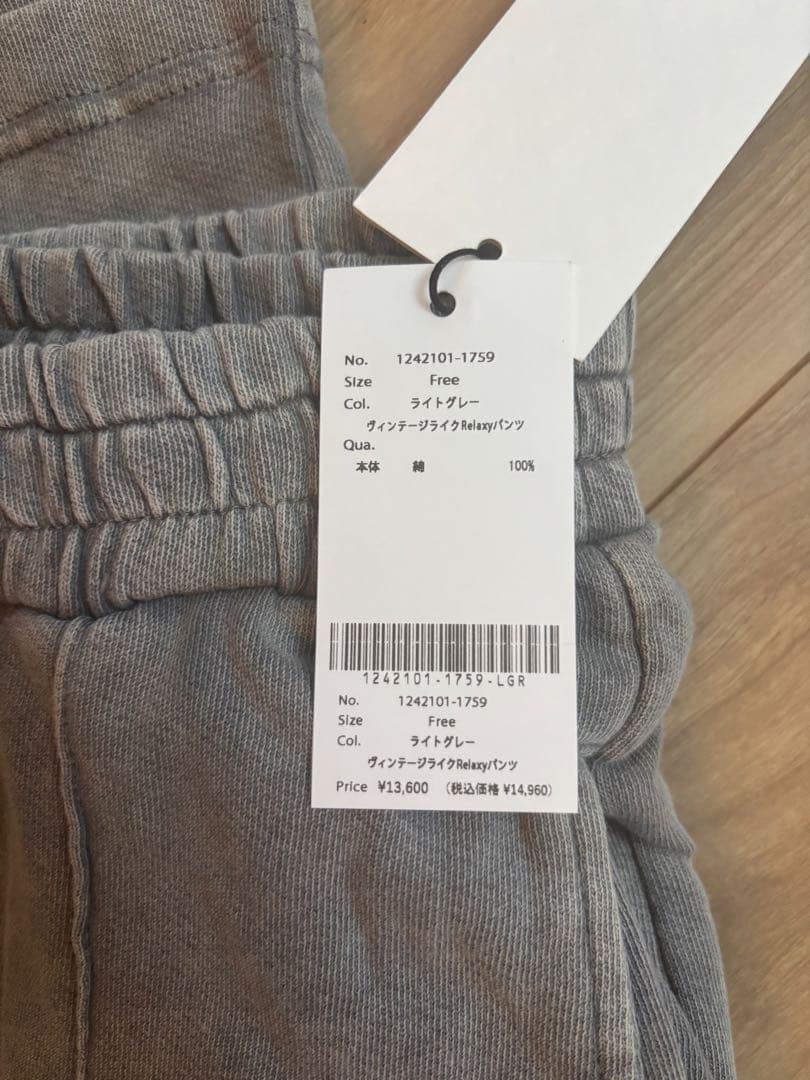 No. 1242101-1759
Size Free
Col. ライトグレー
ヴィンテージライクRelaxyパンツ
Qua.
本体 綿 100%
1242101-1759-LGR
No. 1242101-1759
Size Free
Col. ライトグレー
ヴィンテージライクRelaxyパンツ
Price ¥13,600 (税込価格 ¥14,960)